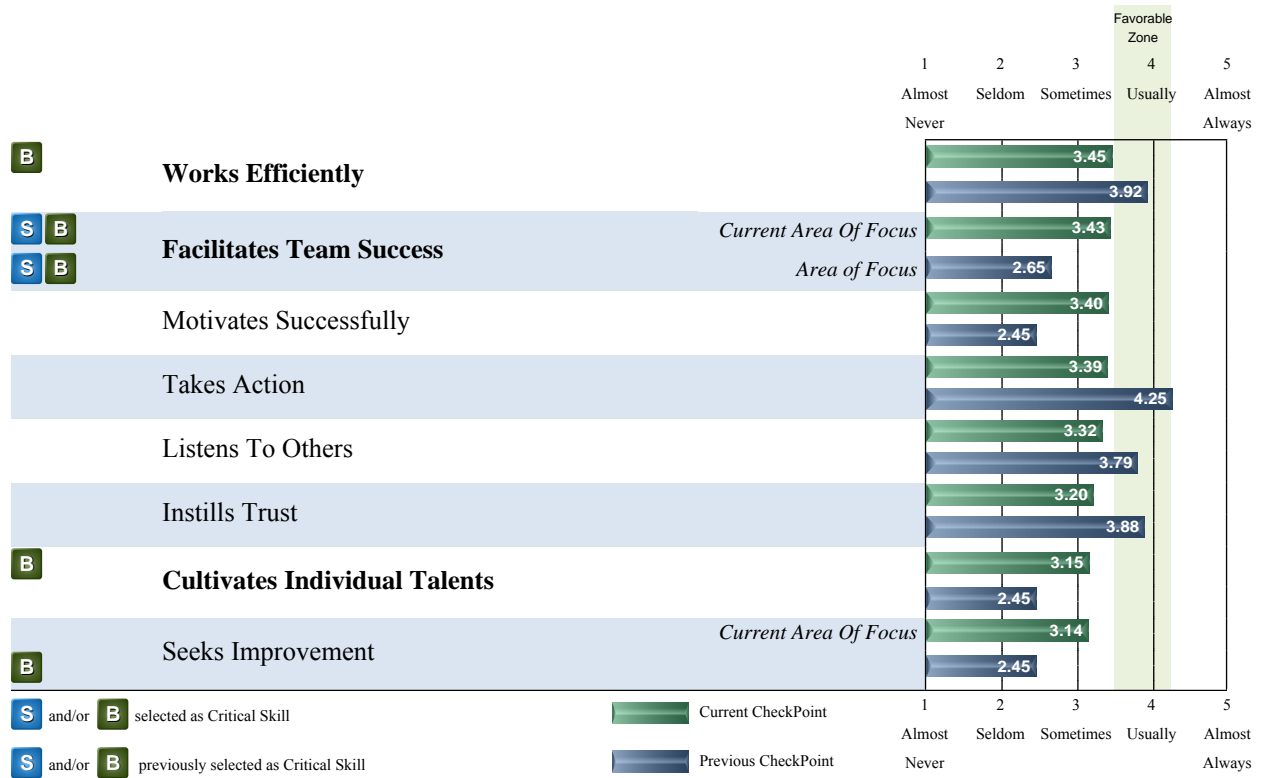 Favorable
Zone
1 2 3 4 5
Almost Seldom Sometimes Usually Almost
Never Always
B
Works Efficiently
3.45
3.92
S B
Facilitates Team Success
Current Area Of Focus
3.43
S B
Area of Focus
2.65
Motivates Successfully
3.40
2.45
Takes Action
3.39
4.25
Listens To Others
3.32
3.79
Instills Trust
3.20
3.88
B
Cultivates Individual Talents
3.15
2.45
Current Area Of Focus
3.14
Seeks Improvement
B
2.45
S and/or B selected as Critical Skill
Current CheckPoint
S and/or B previously selected as Critical Skill
Previous CheckPoint
1 2 3 4 5
Almost Seldom Sometimes Usually Almost
Never Always